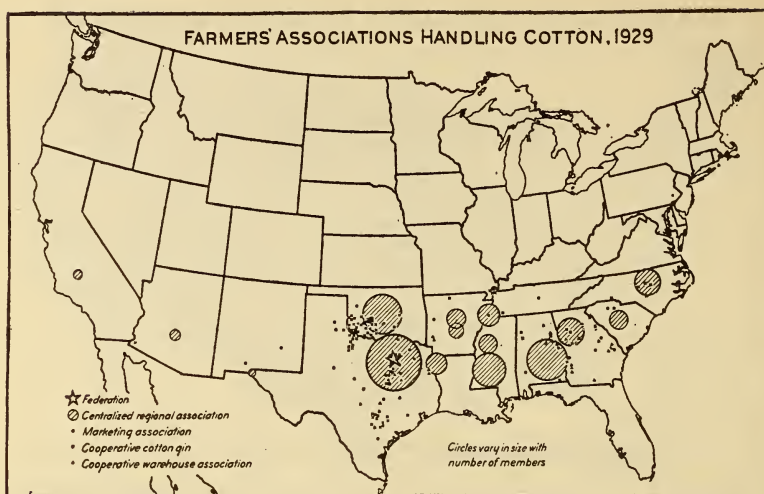 FARMERS' ASSOCIATIONS HANDLING COTTON, 1929
Federation
Centralized regional association
Marketing association
Cooperative cotton gin
Cooperative warehouse association
Circles vary in size with
number of members